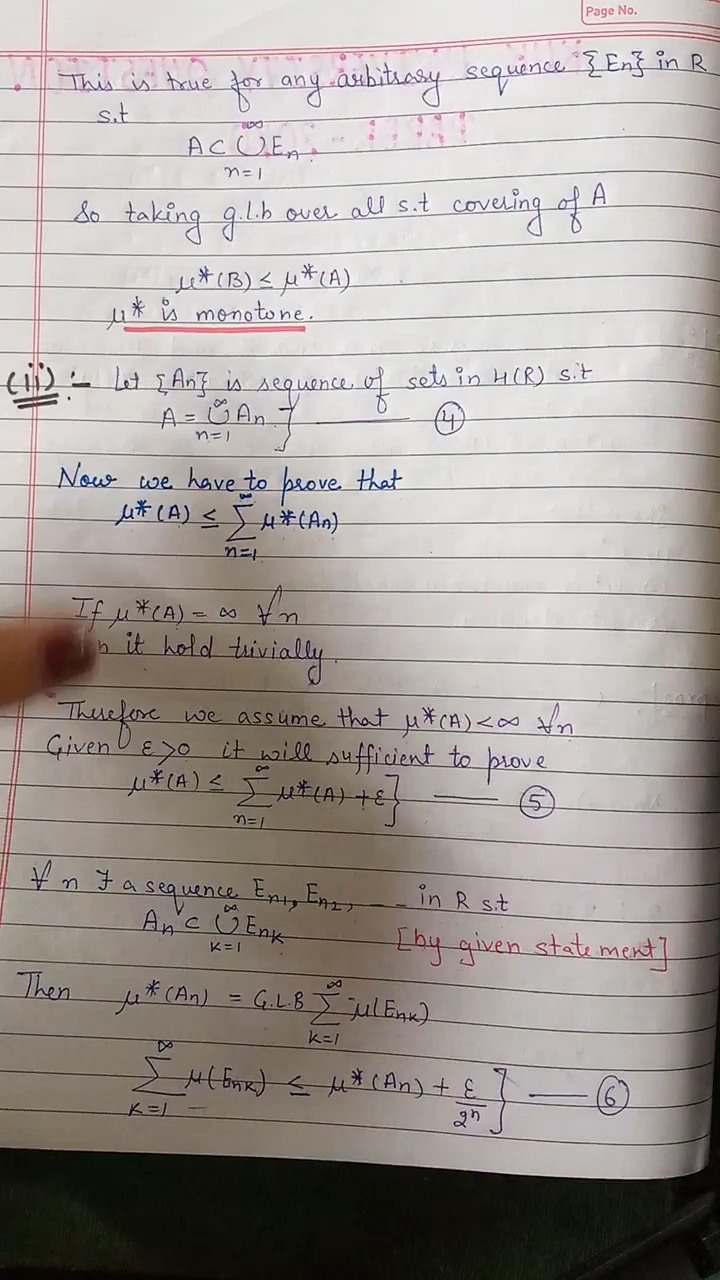 Page No.
This is true for any arbitrary sequence {En} in R
s.t
A⊂ ∞⋃n=1 En.
So taking g.l.b over all s.t covering of A
μ*(B) ≤ μ*(A)
μ* is monotone.
(ii) :- Let {An} is sequence of sets in H(R) s.t
A = ∞⋃n=1 An } ——— ④
Now we have to prove that
μ*(A) ≤ ∞∑n=1 μ*(An)
If μ*(A) = ∞ ∀n
it hold trivially.
Therefore we assume that μ*(A) < ∞ ∀n
Given ε>0 it will sufficient to prove
μ*(A) ≤ ∞∑n=1 μ*(A) + ε } —— ⑤
∀ n ∃ a sequence En1, En2, --- in R s.t
An ⊂ ∞⋃k=1 Enk [by given statement]
Then μ*(An) = G.L.B ∞∑k=1 μ(Enk)
∞∑k=1 μ(Enk) ≤ μ*(An) + ε/2ⁿ } —— ⑥